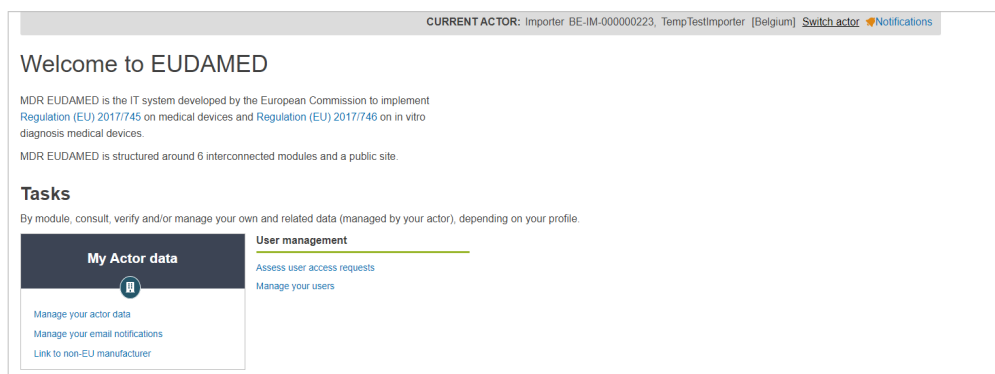 CURRENT ACTOR: Importer BE-IM-000000223, TempTestImporter [Belgium] Switch actor Notifications
Welcome to EUDAMED
MDR EUDAMED is the IT system developed by the European Commission to implement
Regulation (EU) 2017/745 on medical devices and Regulation (EU) 2017/746 on in vitro
diagnosis medical devices.
MDR EUDAMED is structured around 6 interconnected modules and a public site.
Tasks
By module, consult, verify and/or manage your own and related data (managed by your actor), depending on your profile.
My Actor data
Manage your actor data
Manage your email notifications
Link to non-EU manufacturer
User management
Assess user access requests
Manage your users